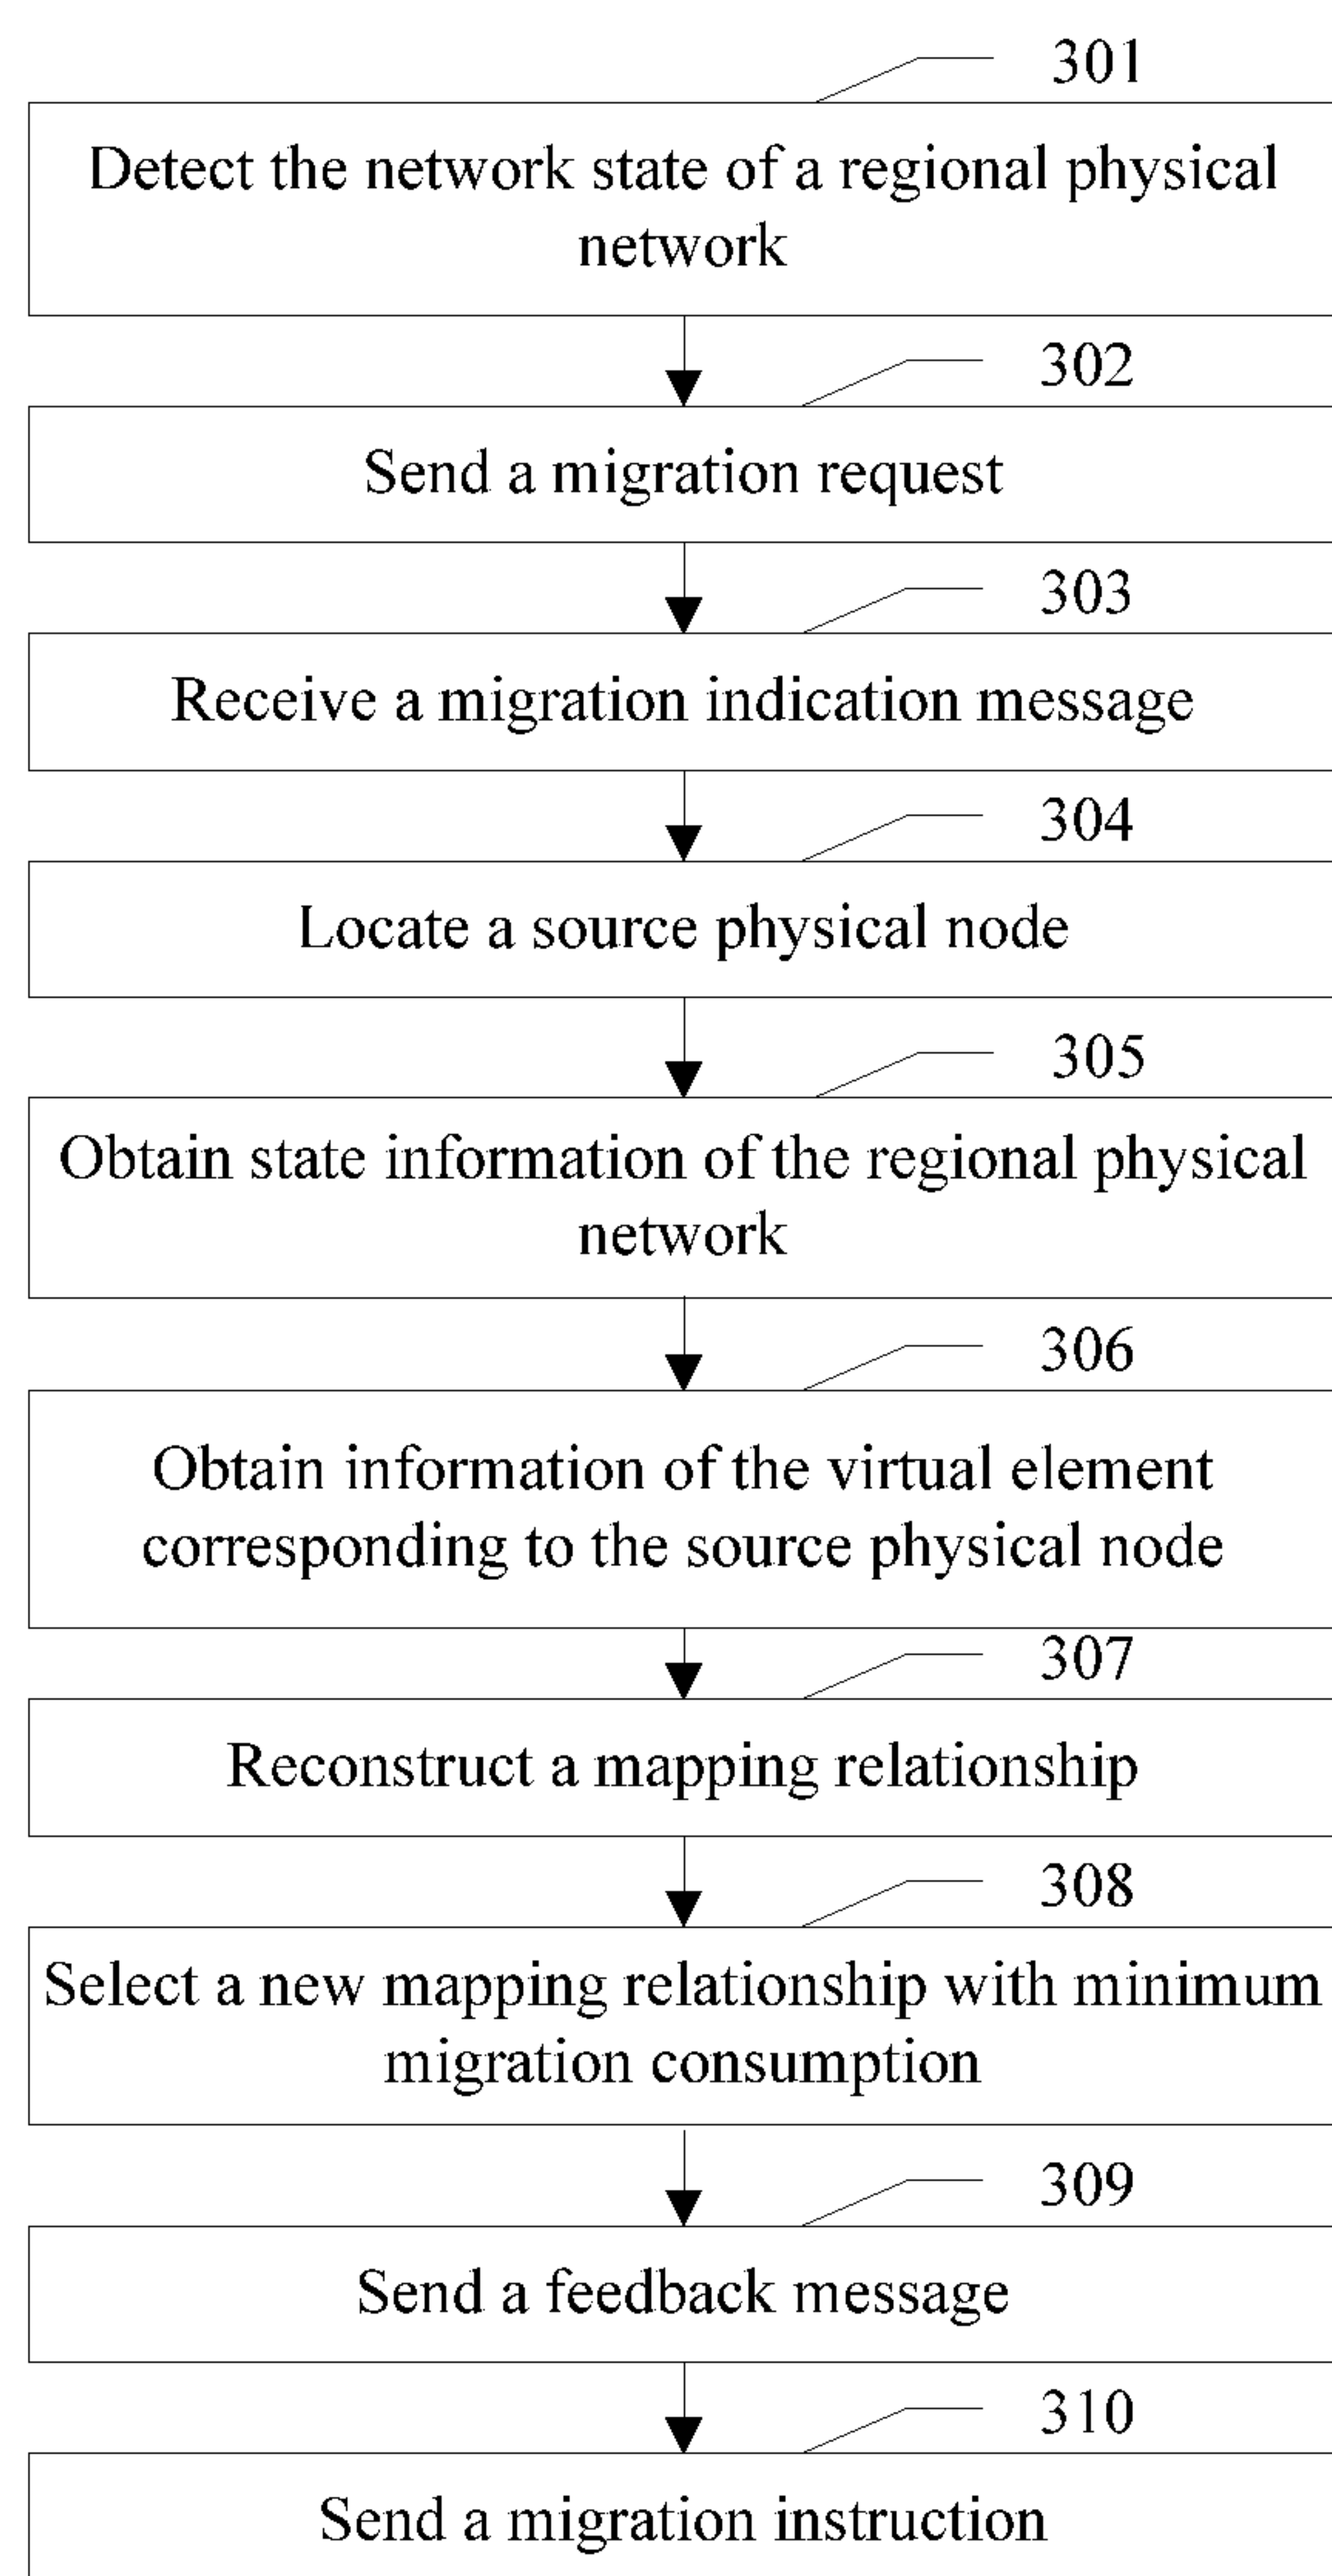 301
Detect the network state of a regional physical
network
302
Send a migration request
303
Receive a migration indication message
304
Locate a source physical node
305
Obtain state information of the regional physical
network
306
Obtain information of the virtual element
corresponding to the source physical node
307
Reconstruct a mapping relationship
308
Select a new mapping relationship with minimum
migration consumption
309
Send a feedback message
310
Send a migration instruction